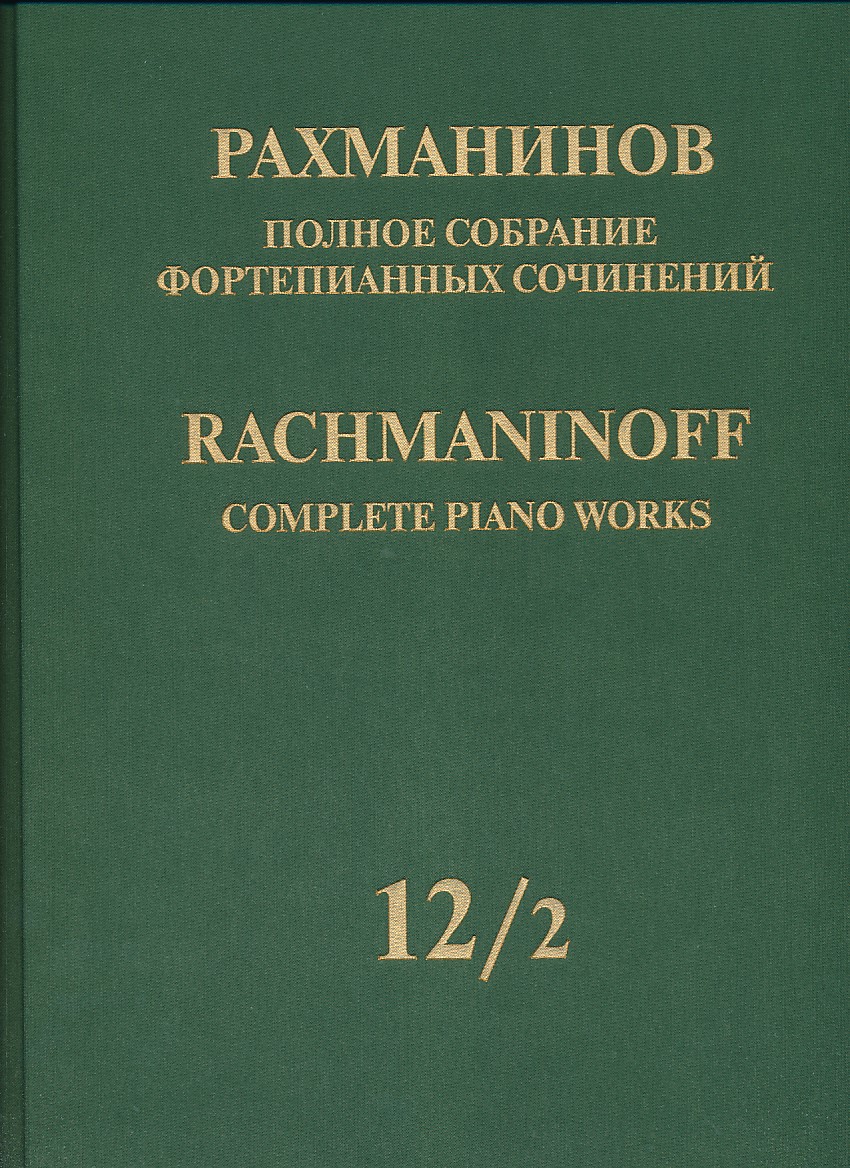 РАХМАНИНОВ
ПОЛНОЕ СОБРАНИЕ
ФОРТЕПИАННЫХ СОЧИНЕНИЙ
RACHMANINOFF
COMPLETE PIANO WORKS
12/2